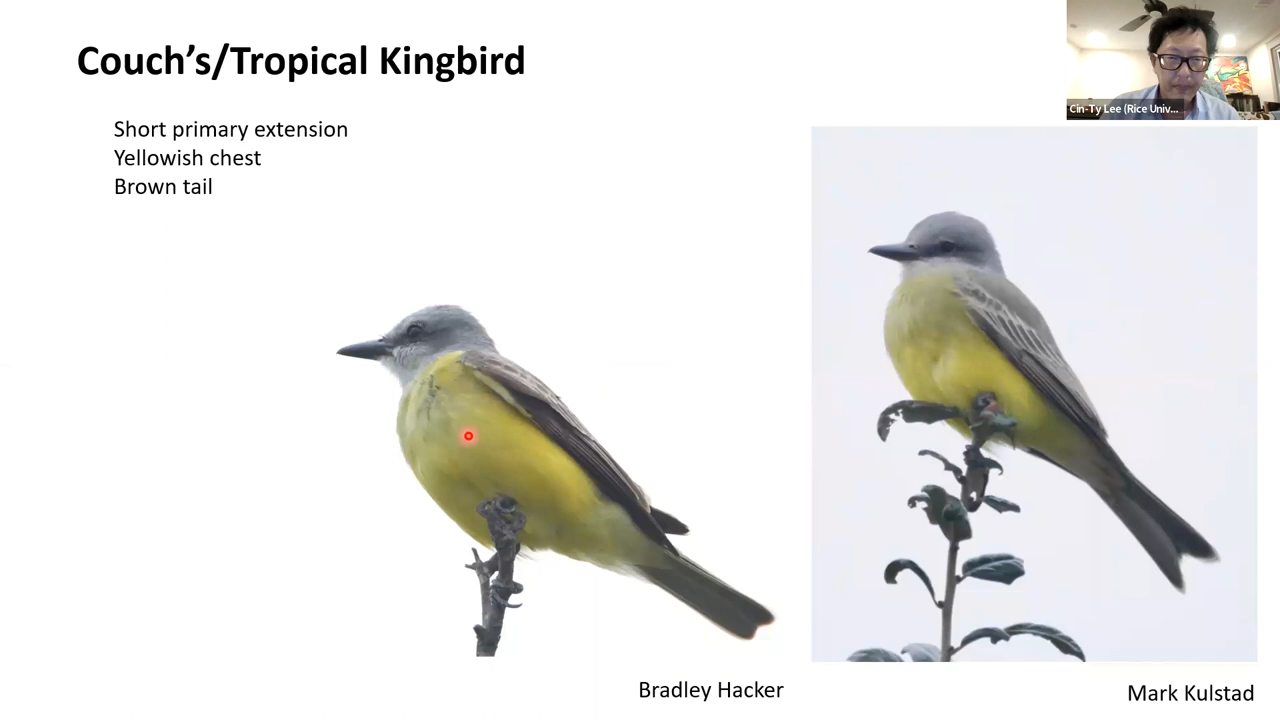 Couch's/Tropical Kingbird
Cin-Ty Lee (Rice Univ...
Short primary extension
Yellowish chest
Brown tail
Bradley Hacker
Mark Kulstad